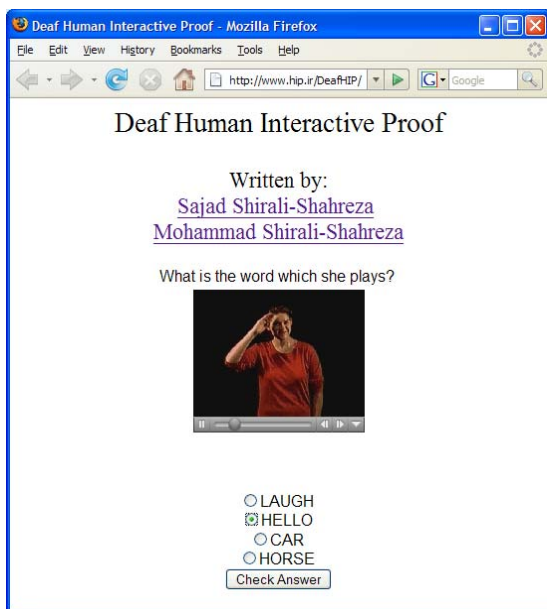 Deaf Human Interactive Proof - Mozilla Firefox
File Edit View History Bookmarks Tools Help
http://www.hip.ir/DeafHIP/ G Google
Deaf Human Interactive Proof
Written by:
Sajad Shirali-Shahreza
Mohammad Shirali-Shahreza
What is the word which she plays?
LAUGH
HELLO
CAR
HORSE
Check Answer